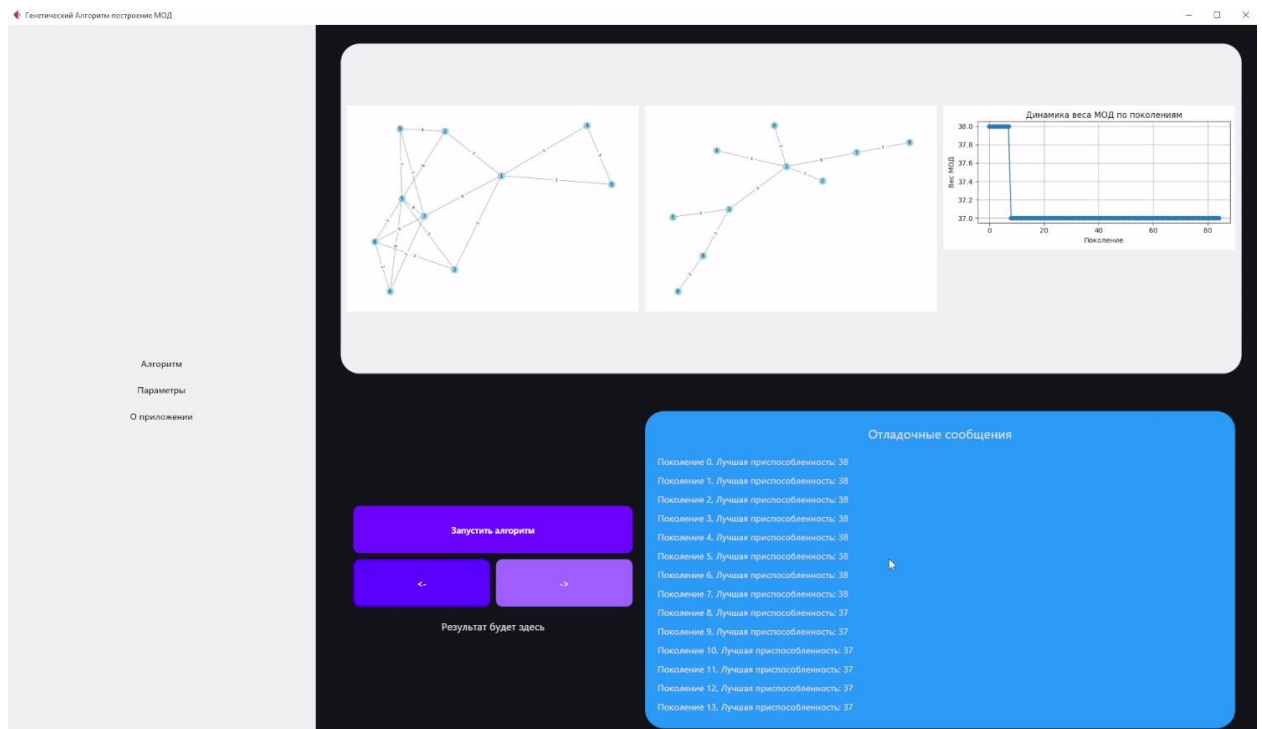 Генетический Алгоритм построение МОД
Алгоритм
Параметры
О приложении
Динамика веса МОД по поколениям
38.0
37.8
37.6
37.4
37.2
37.0
Вес МОД
0 20 40 60 80
Поколение
Запустить алгоритм
<- ->
Результат будет здесь
Отладочные сообщения
Поколение 0, Лучшая приспособленность: 38
Поколение 1, Лучшая приспособленность: 38
Поколение 2, Лучшая приспособленность: 38
Поколение 3, Лучшая приспособленность: 38
Поколение 4, Лучшая приспособленность: 38
Поколение 5, Лучшая приспособленность: 38
Поколение 6, Лучшая приспособленность: 38
Поколение 7, Лучшая приспособленность: 38
Поколение 8, Лучшая приспособленность: 37
Поколение 9, Лучшая приспособленность: 37
Поколение 10, Лучшая приспособленность: 37
Поколение 11, Лучшая приспособленность: 37
Поколение 12, Лучшая приспособленность: 37
Поколение 13, Лучшая приспособленность: 37